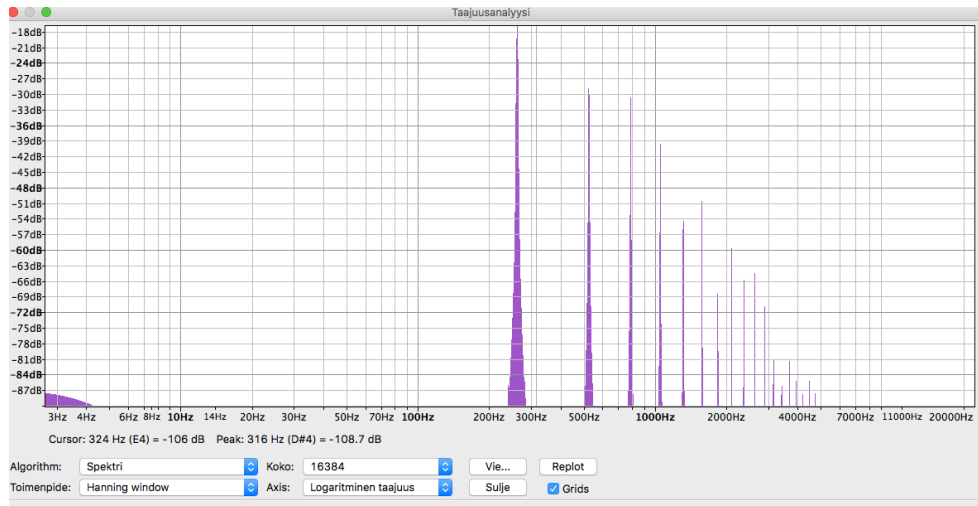 Taajuusanalyysi
-18dB
-21dB
-24dB
-27dB
-30dB
-33dB
-36dB
-39dB
-42dB
-45dB
-48dB
-51dB
-54dB
-57dB
-60dB
-63dB
-66dB
-69dB
-72dB
-75dB
-78dB
-81dB
-84dB
-87dB
3Hz 4Hz 6Hz 8Hz 10Hz 14Hz 20Hz 30Hz 50Hz 70Hz 100Hz 200Hz 300Hz 500Hz 1000Hz 2000Hz 4000Hz 7000Hz 11000Hz 20000Hz
Cursor: 324 Hz (E4) = -106 dB Peak: 316 Hz (D#4) = -108.7 dB
Algorithm: Spektri Koko: 16384 Vie... Replot
Toimenpide: Hanning window Axis: Logaritminen taajuus Sulje Grids